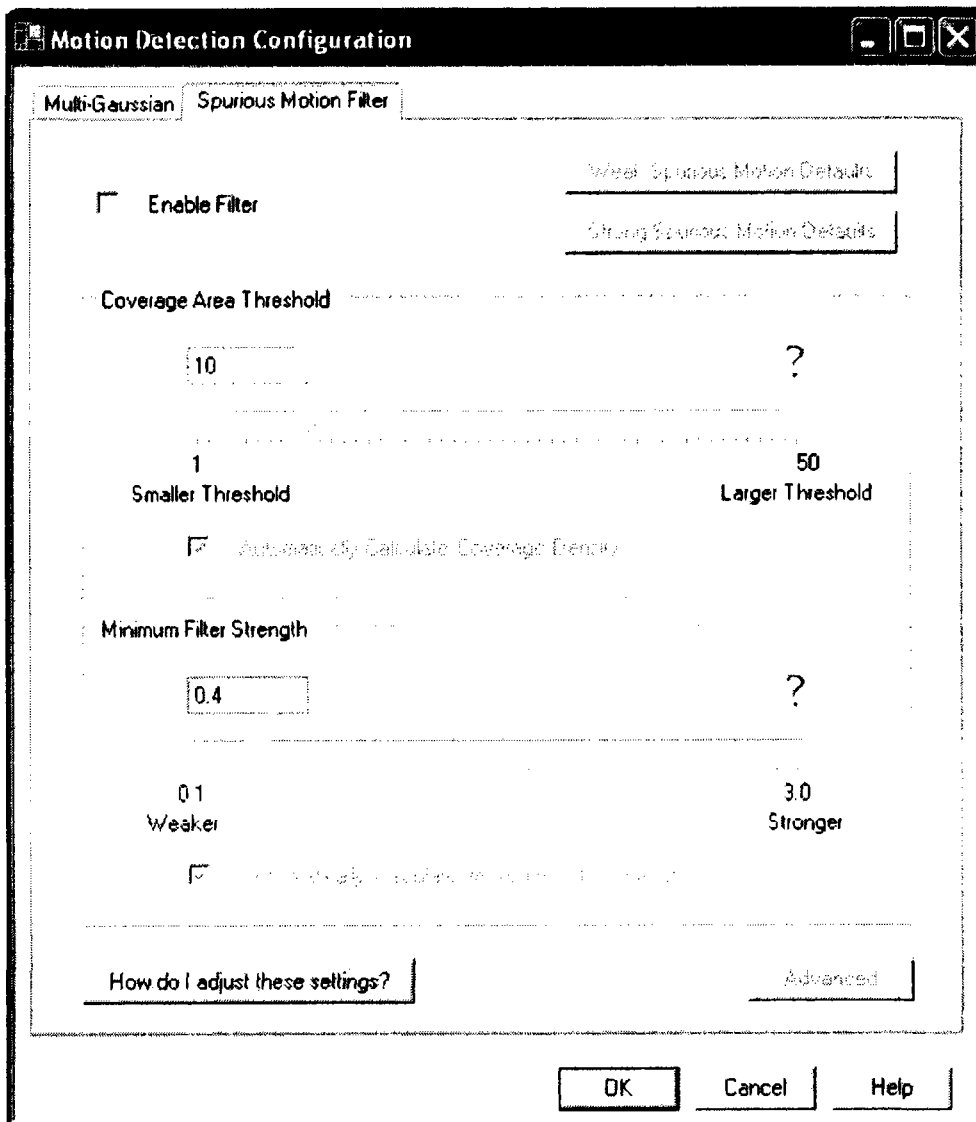 Motion Detection Configuration
Multi-Gaussian Spurious Motion Filter
Enable Filter
Weak Spurious Motion Defaults
Strong Spurious Motion Defaults
Coverage Area Threshold
10 ?
1 50
Smaller Threshold Larger Threshold
Automatically Calculate Coverage Density
Minimum Filter Strength
0.4 ?
0.1 3.0
Weaker Stronger
How do I adjust these settings? Advanced
OK Cancel Help